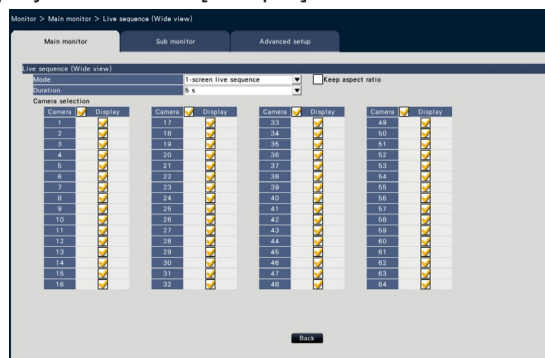 Monitor > Main monitor > Live sequence (Wide view)
Main monitor Sub monitor Advanced setup
Live sequence (Wide view)
Mode 1-screen live sequence Keep aspect ratio
Duration 6 s
Camera selection
Camera Display Camera Display Camera Display Camera Display
1 17 33 49
2 18 34 50
3 19 35 51
4 20 36 52
5 21 37 53
6 22 38 54
7 23 39 55
8 24 40 56
9 25 41 57
10 26 42 58
11 27 43 59
12 28 44 60
13 29 45 61
14 30 46 62
15 31 47 63
16 32 48 64
Back